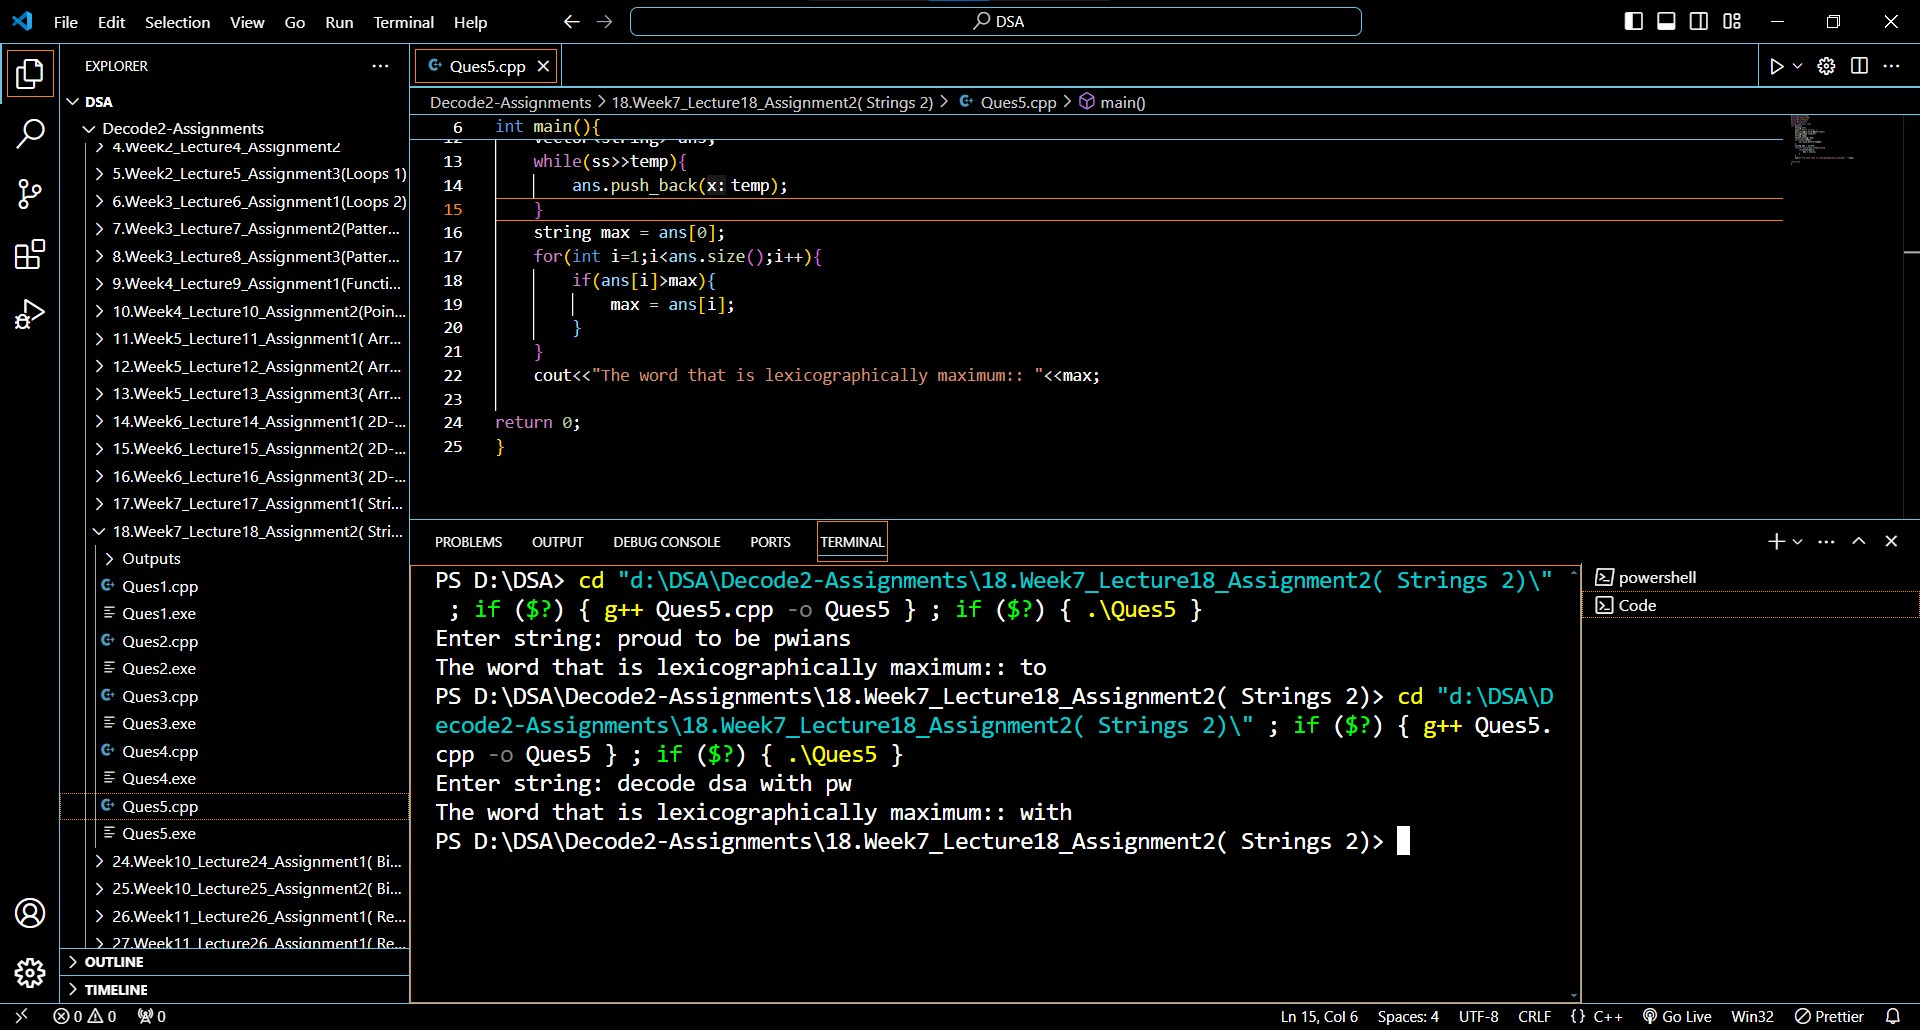 File Edit Selection View Go Run Terminal Help
DSA
EXPLORER
DSA
Decode2-Assignments
4.Week2_Lecture4_Assignment2
5.Week2_Lecture5_Assignment3(Loops 1)
6.Week3_Lecture6_Assignment1(Loops 2)
7.Week3_Lecture7_Assignment2(Patter...
8.Week3_Lecture8_Assignment3(Patter...
9.Week4_Lecture9_Assignment1(Functi...
10.Week4_Lecture10_Assignment2(Poin...
11.Week5_Lecture11_Assignment1( Arr...
12.Week5_Lecture12_Assignment2( Arr...
13.Week5_Lecture13_Assignment3( Arr...
14.Week6_Lecture14_Assignment1( 2D-...
15.Week6_Lecture15_Assignment2( 2D-...
16.Week6_Lecture16_Assignment3( 2D-...
17.Week7_Lecture17_Assignment1( Stri...
18.Week7_Lecture18_Assignment2( Stri...
Outputs
Ques1.cpp
Ques1.exe
Ques2.cpp
Ques2.exe
Ques3.cpp
Ques3.exe
Ques4.cpp
Ques4.exe
Ques5.cpp
Ques5.exe
24.Week10_Lecture24_Assignment1( Bi...
25.Week10_Lecture25_Assignment2( Bi...
26.Week11_Lecture26_Assignment1( Re...
27.Week11_Lecture26_Assignment1( Re...
OUTLINE
TIMELINE
Ques5.cpp
Decode2-Assignments > 18.Week7_Lecture18_Assignment2( Strings 2) > Ques5.cpp > main()
6 int main(){
12 vector<string> ans;
13 while(ss>>temp){
14 ans.push_back(x: temp);
15 }
16 string max = ans[0];
17 for(int i=1;i<ans.size();i++){
18 if(ans[i]>max){
19 max = ans[i];
20 }
21 }
22 cout<<"The word that is lexicographically maximum:: "<<max;
23
24 return 0;
25 }
PROBLEMS OUTPUT DEBUG CONSOLE PORTS TERMINAL
PS D:\DSA> cd "d:\DSA\Decode2-Assignments\18.Week7_Lecture18_Assignment2( Strings 2)\"
; if ($?) { g++ Ques5.cpp -o Ques5 } ; if ($?) { .\Ques5 }
Enter string: proud to be pwians
The word that is lexicographically maximum:: to
PS D:\DSA\Decode2-Assignments\18.Week7_Lecture18_Assignment2( Strings 2)> cd "d:\DSA\D
ecode2-Assignments\18.Week7_Lecture18_Assignment2( Strings 2)\" ; if ($?) { g++ Ques5.
cpp -o Ques5 } ; if ($?) { .\Ques5 }
Enter string: decode dsa with pw
The word that is lexicographically maximum:: with
PS D:\DSA\Decode2-Assignments\18.Week7_Lecture18_Assignment2( Strings 2)>
powershell
Code
0 0 0
Ln 15, Col 6 Spaces: 4 UTF-8 CRLF {} C++ Go Live Win32 Prettier